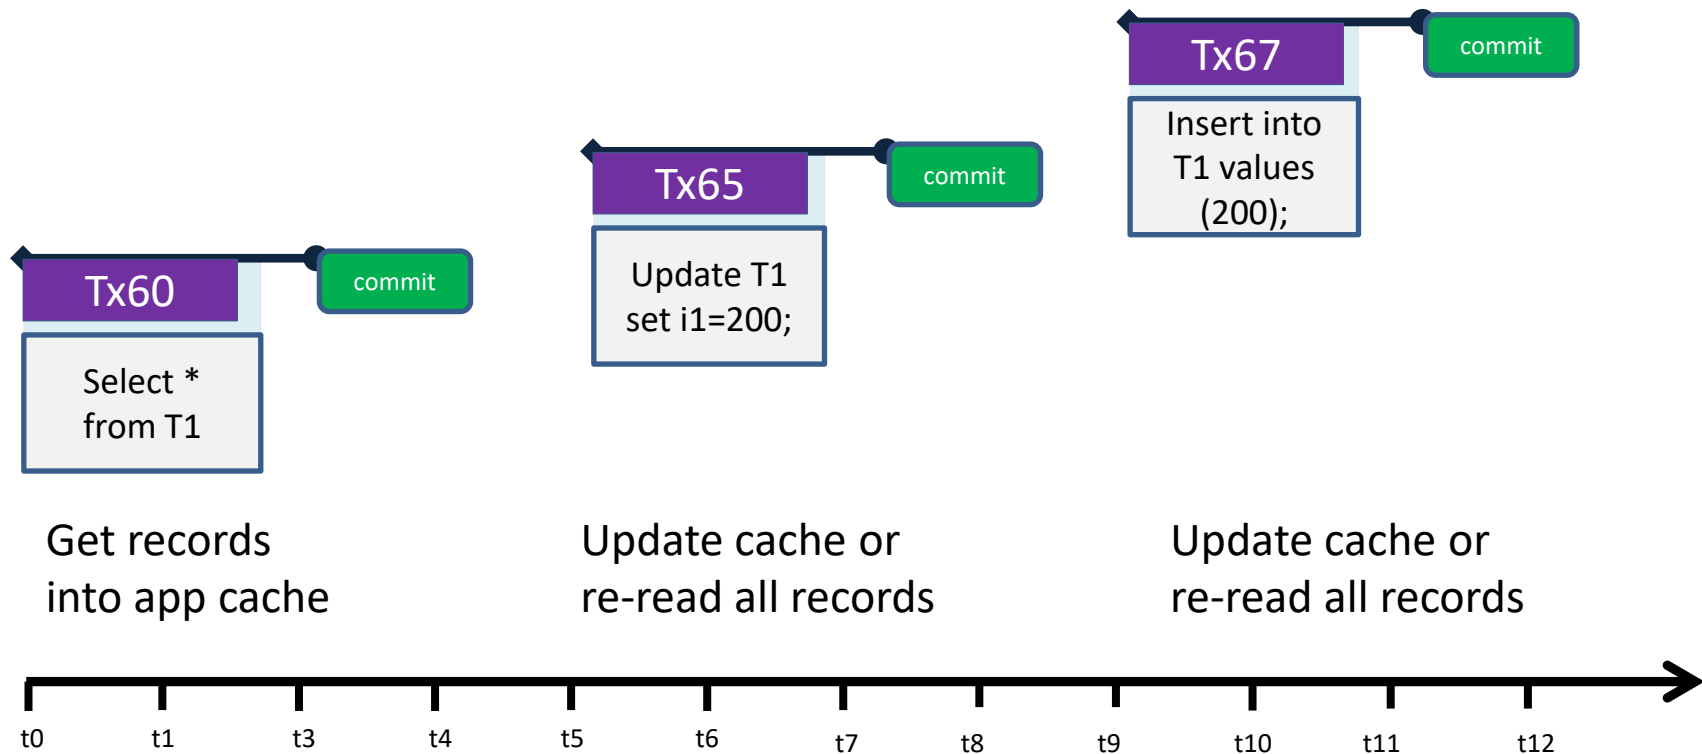 Tx60
commit
Select *
from T1
Get records
into app cache
Tx65
commit
Update T1
set i1=200;
Update cache or
re-read all records
Tx67
commit
Insert into
T1 values
(200);
Update cache or
re-read all records
t0
t1
t3
t4
t5
t6
t7
t8
t9
t10
t11
t12